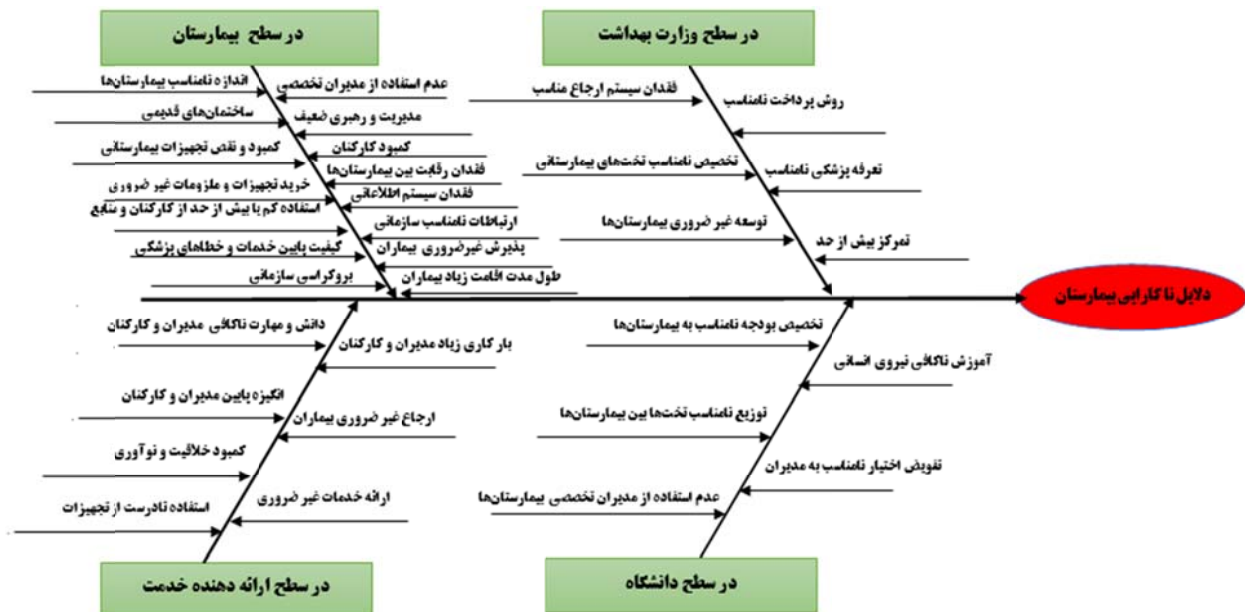 در سطح وزارت بهداشت
در سطح بیمارستان
روش پرداخت نامناسب
فقدان سیستم ارجاع مناسب
تعرفه پزشکی نامناسب
تخصیص نامناسب تخت‌های بیمارستانی
تمرکز بیش از حد
توسعه غیر ضروری بیمارستان‌ها
عدم استفاده از مدیران تخصصی
اندازه نامناسب بیمارستان‌ها
مدیریت و رهبری ضعیف
ساختمان‌های قدیمی
کمبود کارکنان
کمبود و نقص تجهیزات بیمارستانی
فقدان رقابت بین بیمارستان‌ها
خرید تجهیزات و ملزومات غیر ضروری
فقدان سیستم اطلاعاتی
استفاده کم یا بیش از حد از کارکنان و منابع
ارتباطات نامناسب سازمانی
کیفیت پایین خدمات و خطاهای پزشکی
پذیرش غیرضروری بیماران
بروکراسی سازمانی
طول مدت اقامت زیاد بیماران
دلایل ناکارایی بیمارستان
تخصیص بودجه نامناسب به بیمارستان‌ها
آموزش ناکافی نیروی انسانی
توزیع نامناسب تخت‌ها بین بیمارستان‌ها
تفویض اختیار نامناسب به مدیران
عدم استفاده از مدیران تخصصی بیمارستان‌ها
دانش و مهارت ناکافی مدیران و کارکنان
بار کاری زیاد مدیران و کارکنان
انگیزه پایین مدیران و کارکنان
ارجاع غیر ضروری بیماران
کمبود خلاقیت و نوآوری
ارائه خدمات غیر ضروری
استفاده نادرست از تجهیزات
در سطح دانشگاه
در سطح ارائه دهنده خدمت